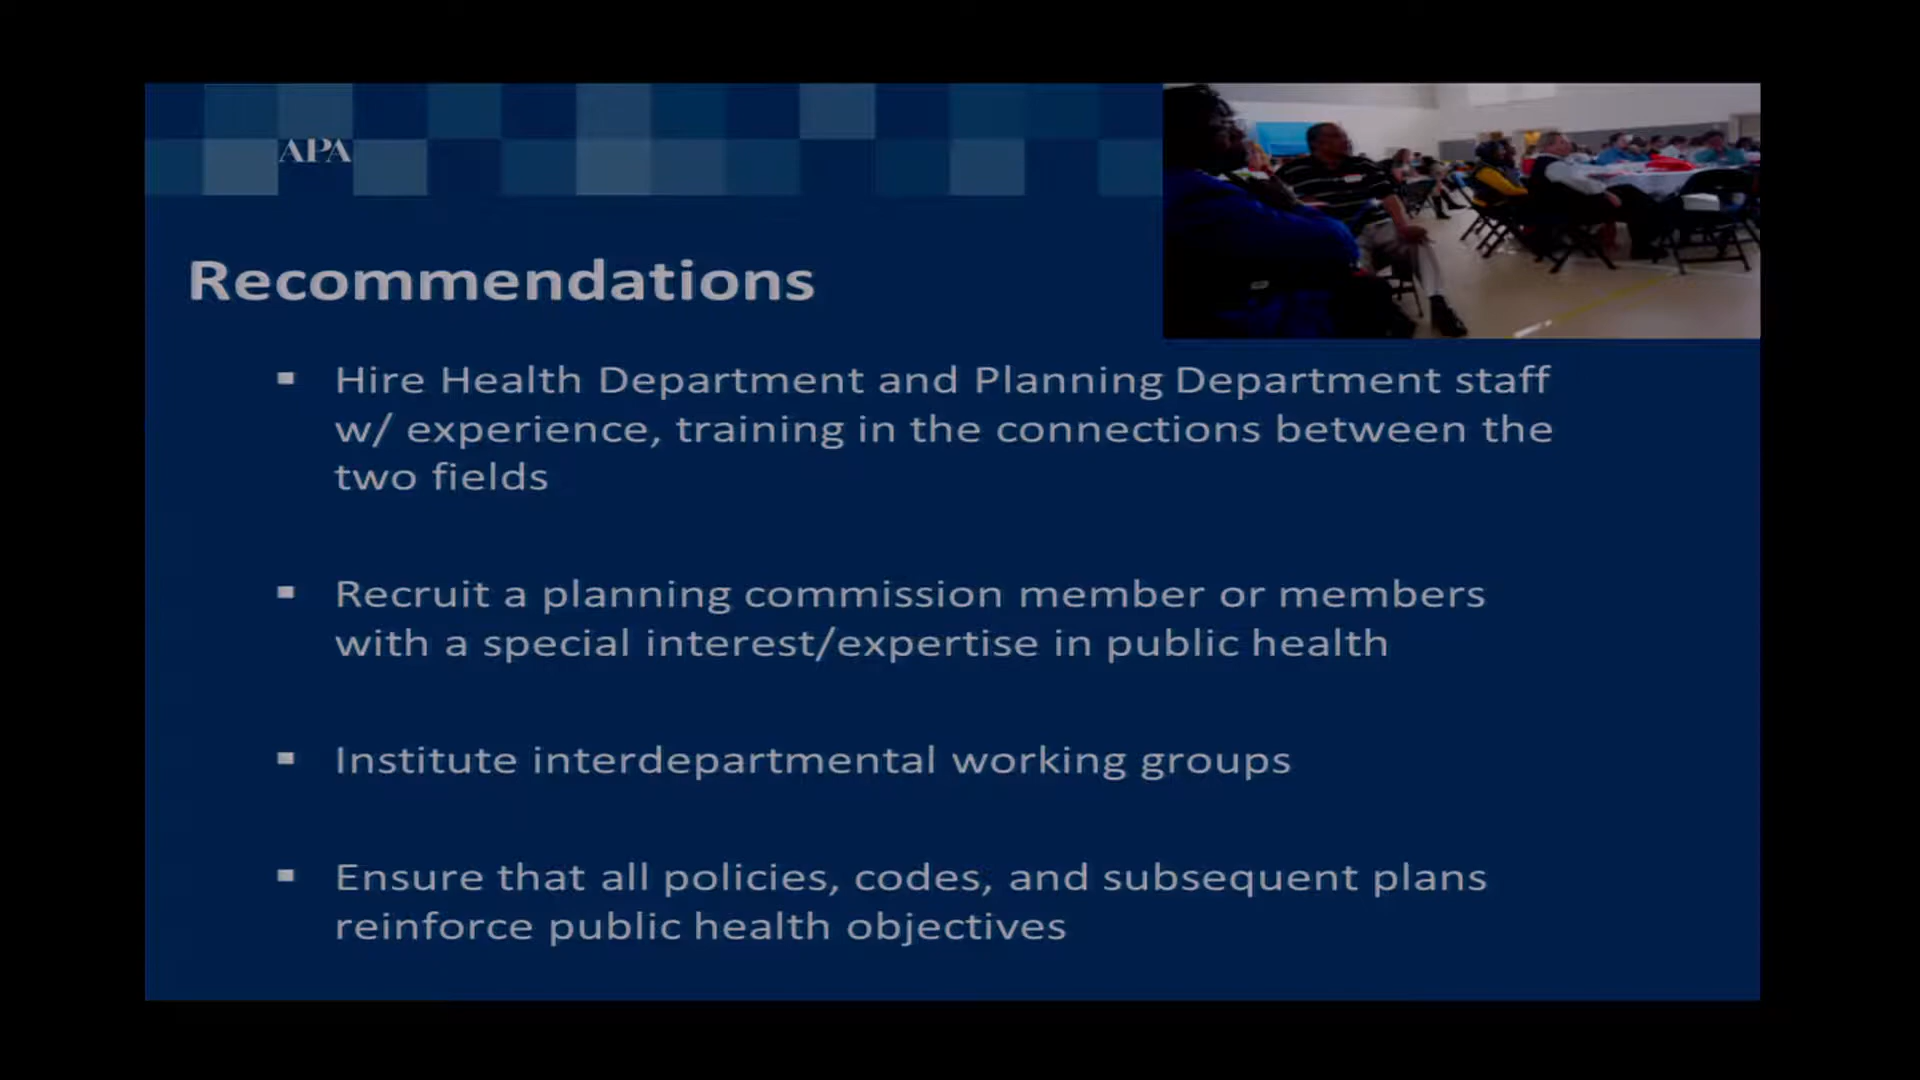 APA
Recommendations
▪ Hire Health Department and Planning Department staff
w/ experience, training in the connections between the
two fields
▪ Recruit a planning commission member or members
with a special interest/expertise in public health
▪ Institute interdepartmental working groups
▪ Ensure that all policies, codes, and subsequent plans
reinforce public health objectives